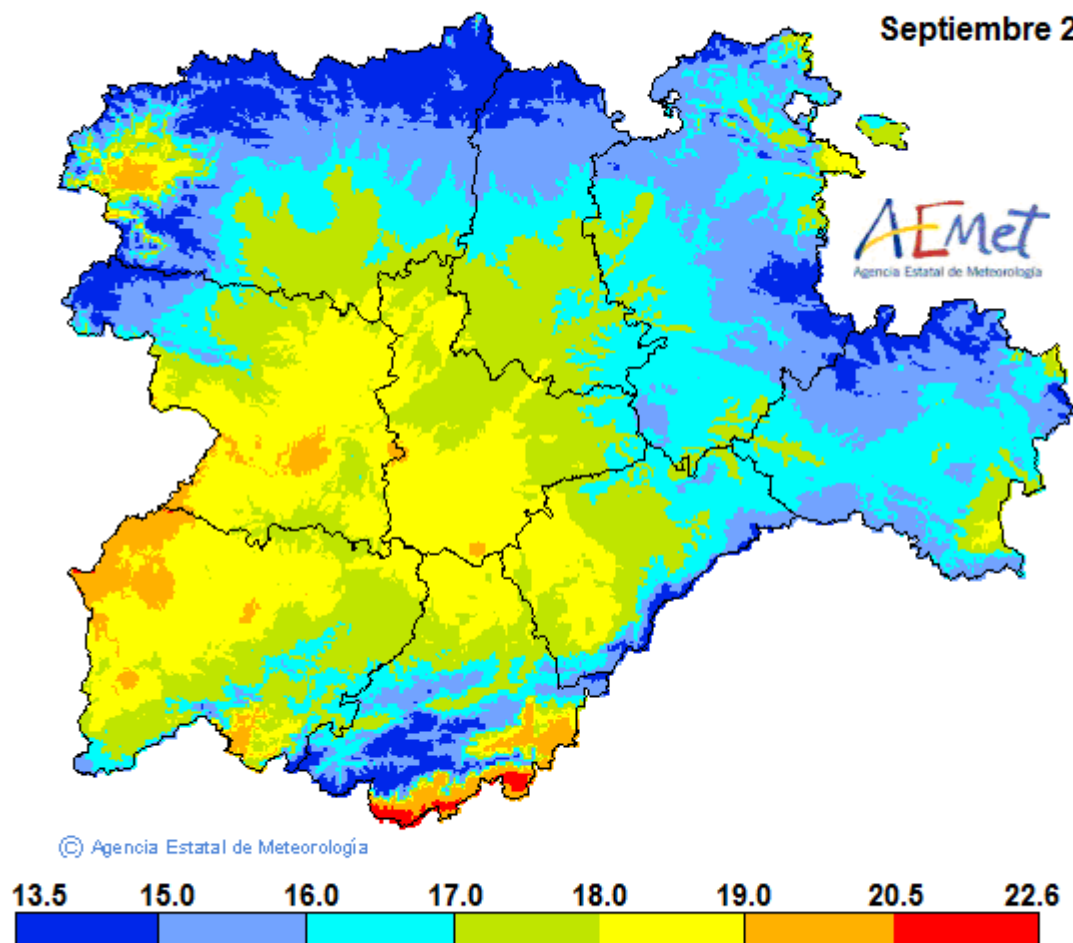 Septiembre 2
AEMet
Agencia Estatal de Meteorología
© Agencia Estatal de Meteorología
13.5 15.0 16.0 17.0 18.0 19.0 20.5 22.6